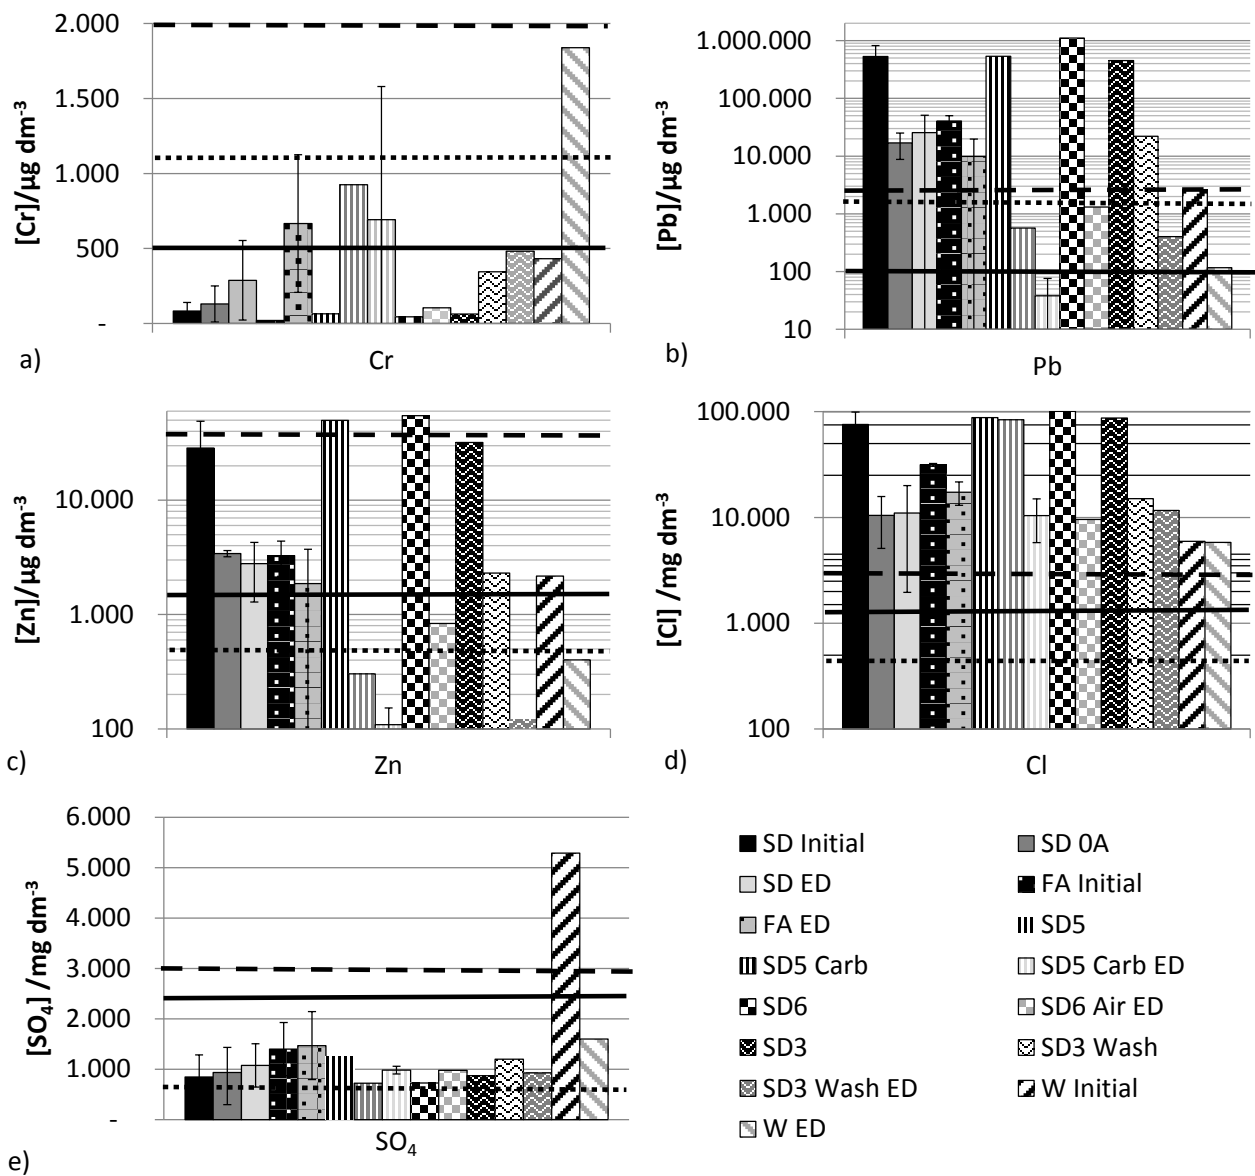 2.000
1.500
1.000
500
-
[Cr]/µg dm⁻³
a)
Cr
1.000.000
100.000
10.000
1.000
100
10
[Pb]/µg dm⁻³
b)
Pb
10.000
1.000
100
[Zn]/µg dm⁻³
c)
Zn
100.000
10.000
1.000
100
[Cl] /mg dm⁻³
d)
Cl
6.000
5.000
4.000
3.000
2.000
1.000
-
[SO₄] /mg dm⁻³
e)
SO₄
SD Initial
SD 0A
SD ED
FA Initial
FA ED
SD5
SD5 Carb
SD5 Carb ED
SD6
SD6 Air ED
SD3
SD3 Wash
SD3 Wash ED
W Initial
W ED